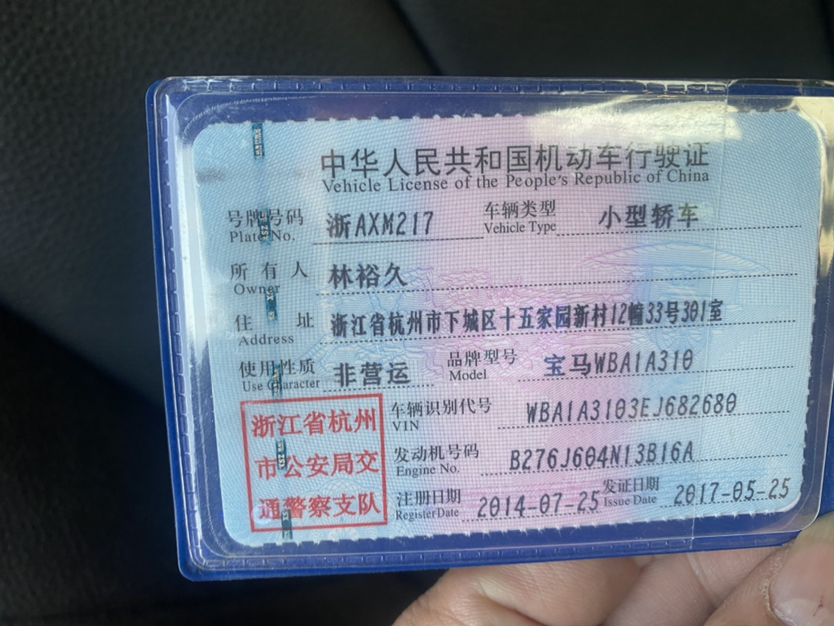 中华人民共和国机动车行驶证
Vehicle License of the People's Republic of China
号牌号码 浙AXM217 车辆类型 小型轿车
Plate No. Vehicle Type
所有人 林裕久
Owner
住址 浙江省杭州市下城区十五家园新村12幢33号301室
Address
使用性质 非营运 品牌型号 宝马WBA1A310
Use Character Model
浙江省杭州
市公安局交
通警察支队
车辆识别代号 WBA1A3103EJ682680
VIN
发动机号码 B276J604N13B16A
Engine No.
注册日期 2014-07-25 发证日期 2017-05-25
Register Date Issue Date